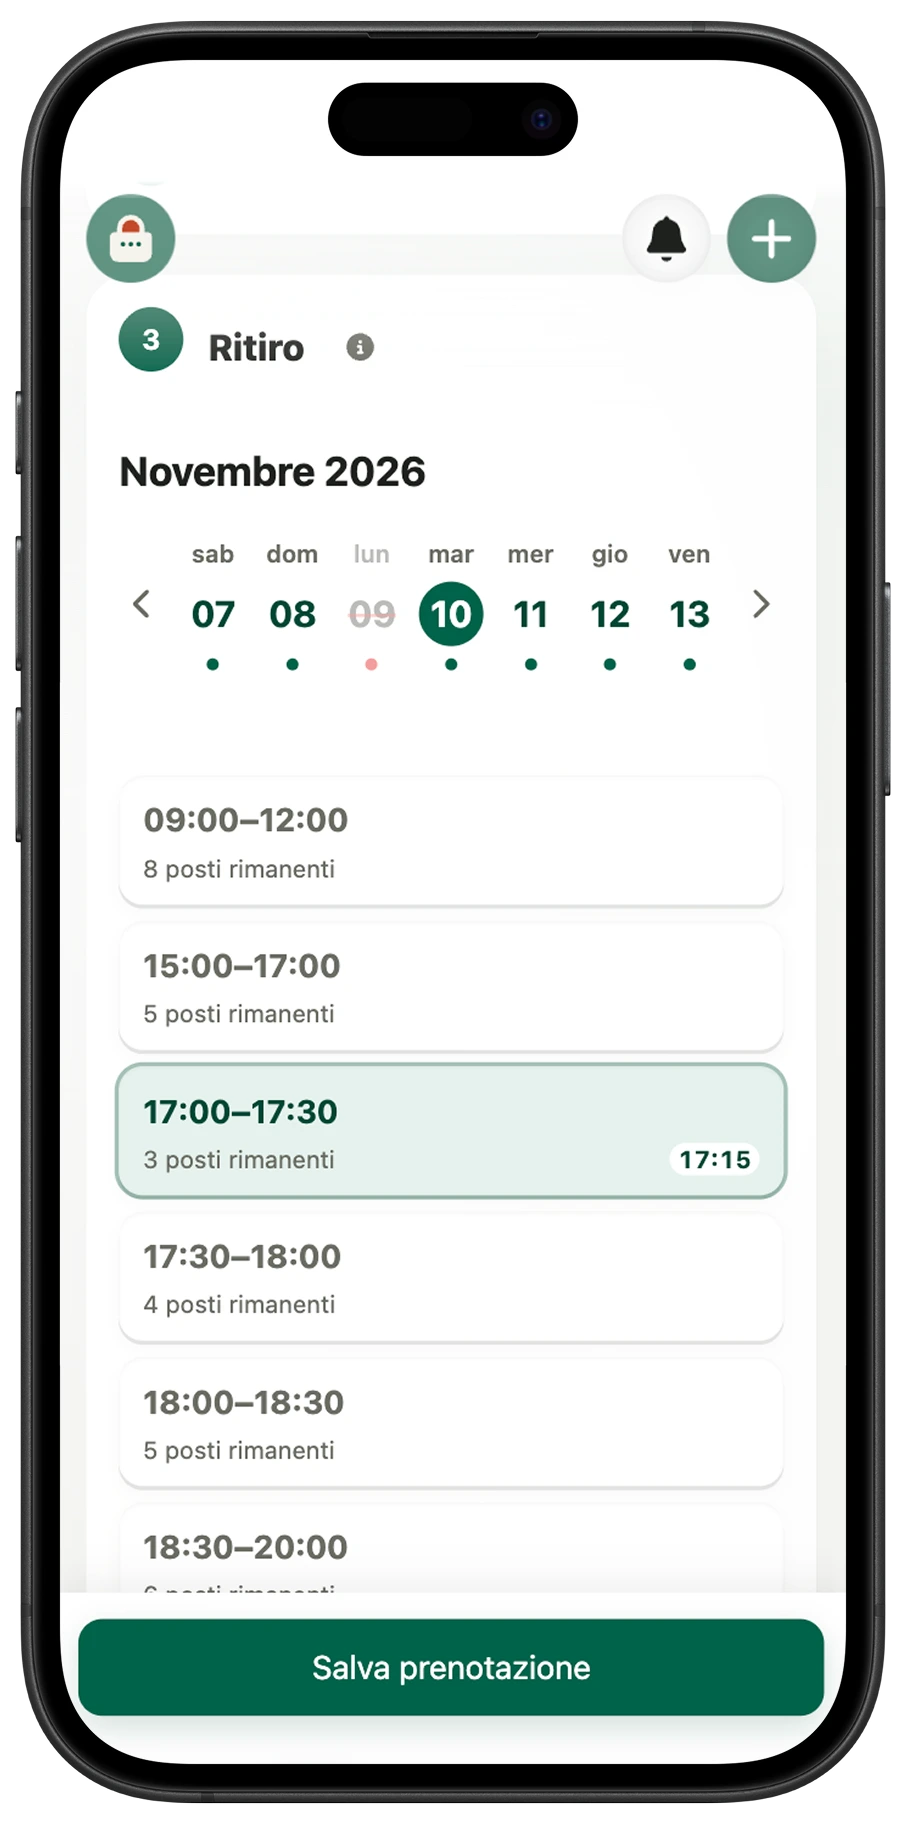 3 Ritiro
Novembre 2026
sab dom lun mar mer gio ven
07 08 09 10 11 12 13
09:00–12:00
8 posti rimanenti
15:00–17:00
5 posti rimanenti
17:00–17:30
3 posti rimanenti 17:15
17:30–18:00
4 posti rimanenti
18:00–18:30
5 posti rimanenti
18:30–20:00
posti rimanenti
Salva prenotazione